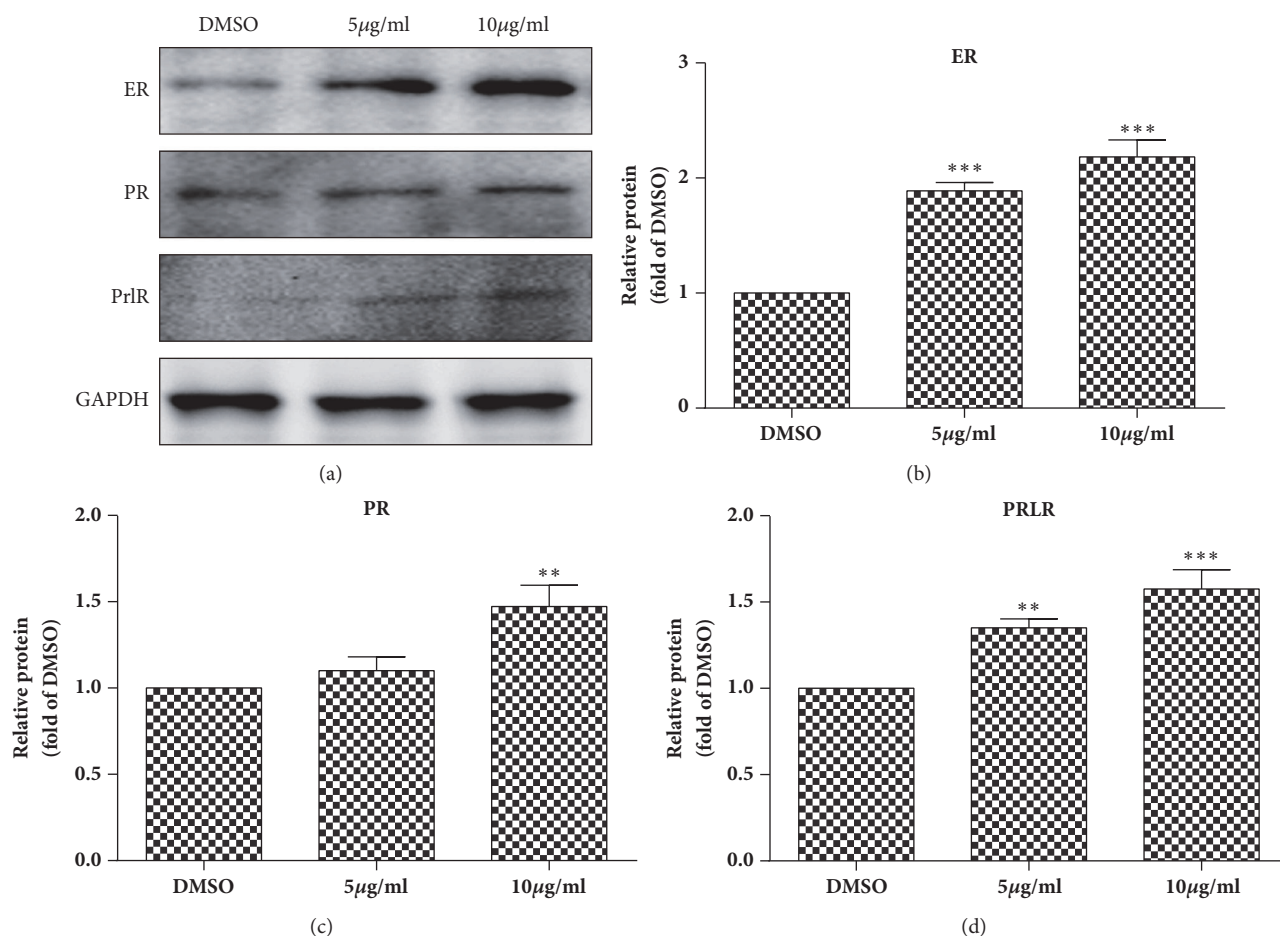 DMSO 5μg/ml 10μg/ml
ER
PR
PrlR
GAPDH
(a)
ER
3
2
1
0
Relative protein
(fold of DMSO)
***
***
DMSO 5μg/ml 10μg/ml
(b)
PR
2.0
1.5
1.0
0.5
0.0
Relative protein
(fold of DMSO)
**
DMSO 5μg/ml 10μg/ml
(c)
PRLR
2.0
1.5
1.0
0.5
0.0
Relative protein
(fold of DMSO)
**
***
DMSO 5μg/ml 10μg/ml
(d)